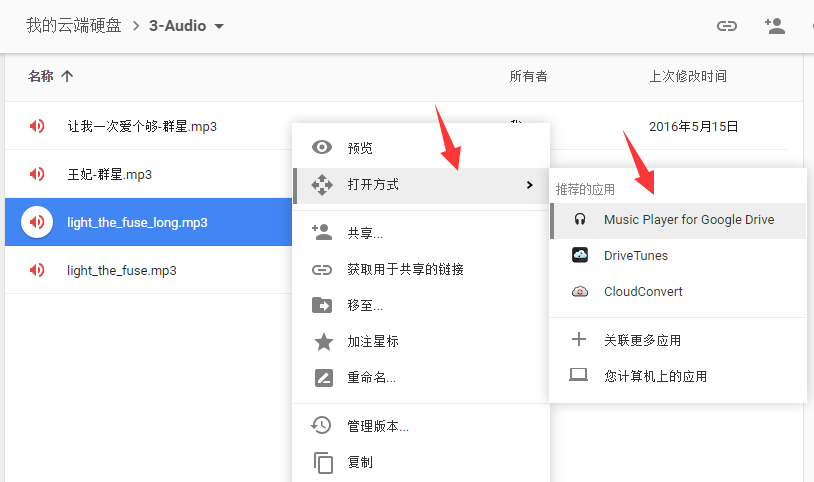 我的云端硬盘 > 3-Audio
名称 ↑ 所有者 上次修改时间
让我一次爱个够-群星.mp3 2016年5月15日
王妃-群星.mp3
light_the_fuse_long.mp3
light_the_fuse.mp3
预览
打开方式
共享...
获取用于共享的链接
移至...
加注星标
重命名...
管理版本...
复制
推荐的应用
Music Player for Google Drive
DriveTunes
CloudConvert
关联更多应用
您计算机上的应用